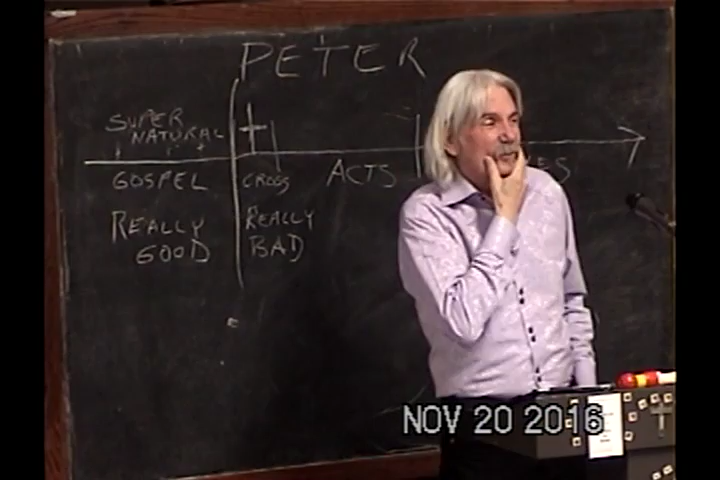 PETER
SUPER
NATURAL
GOSPEL CROSS ACTS
REALLY REALLY
GOOD BAD
NOV 20 2016